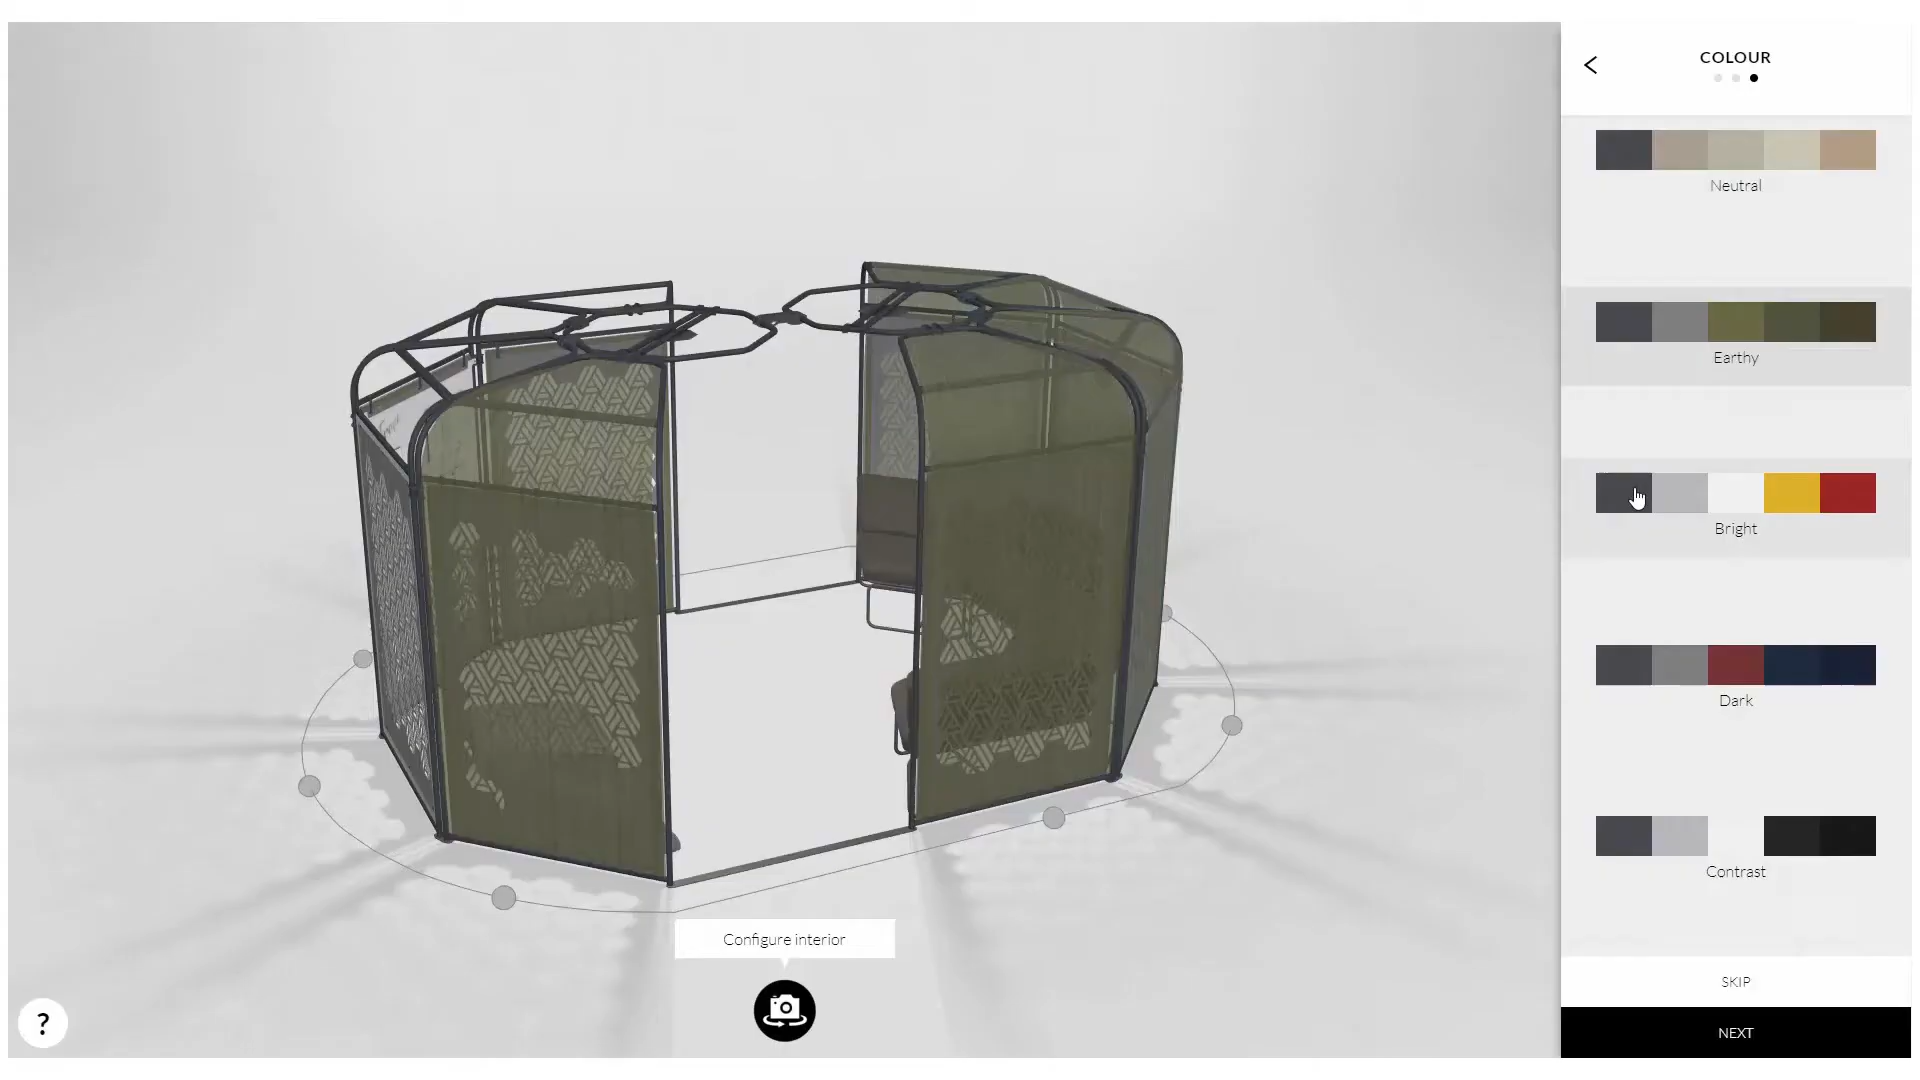 COLOUR
Neutral
Earthy
Bright
Dark
Contrast
Configure interior
?
SKIP
NEXT